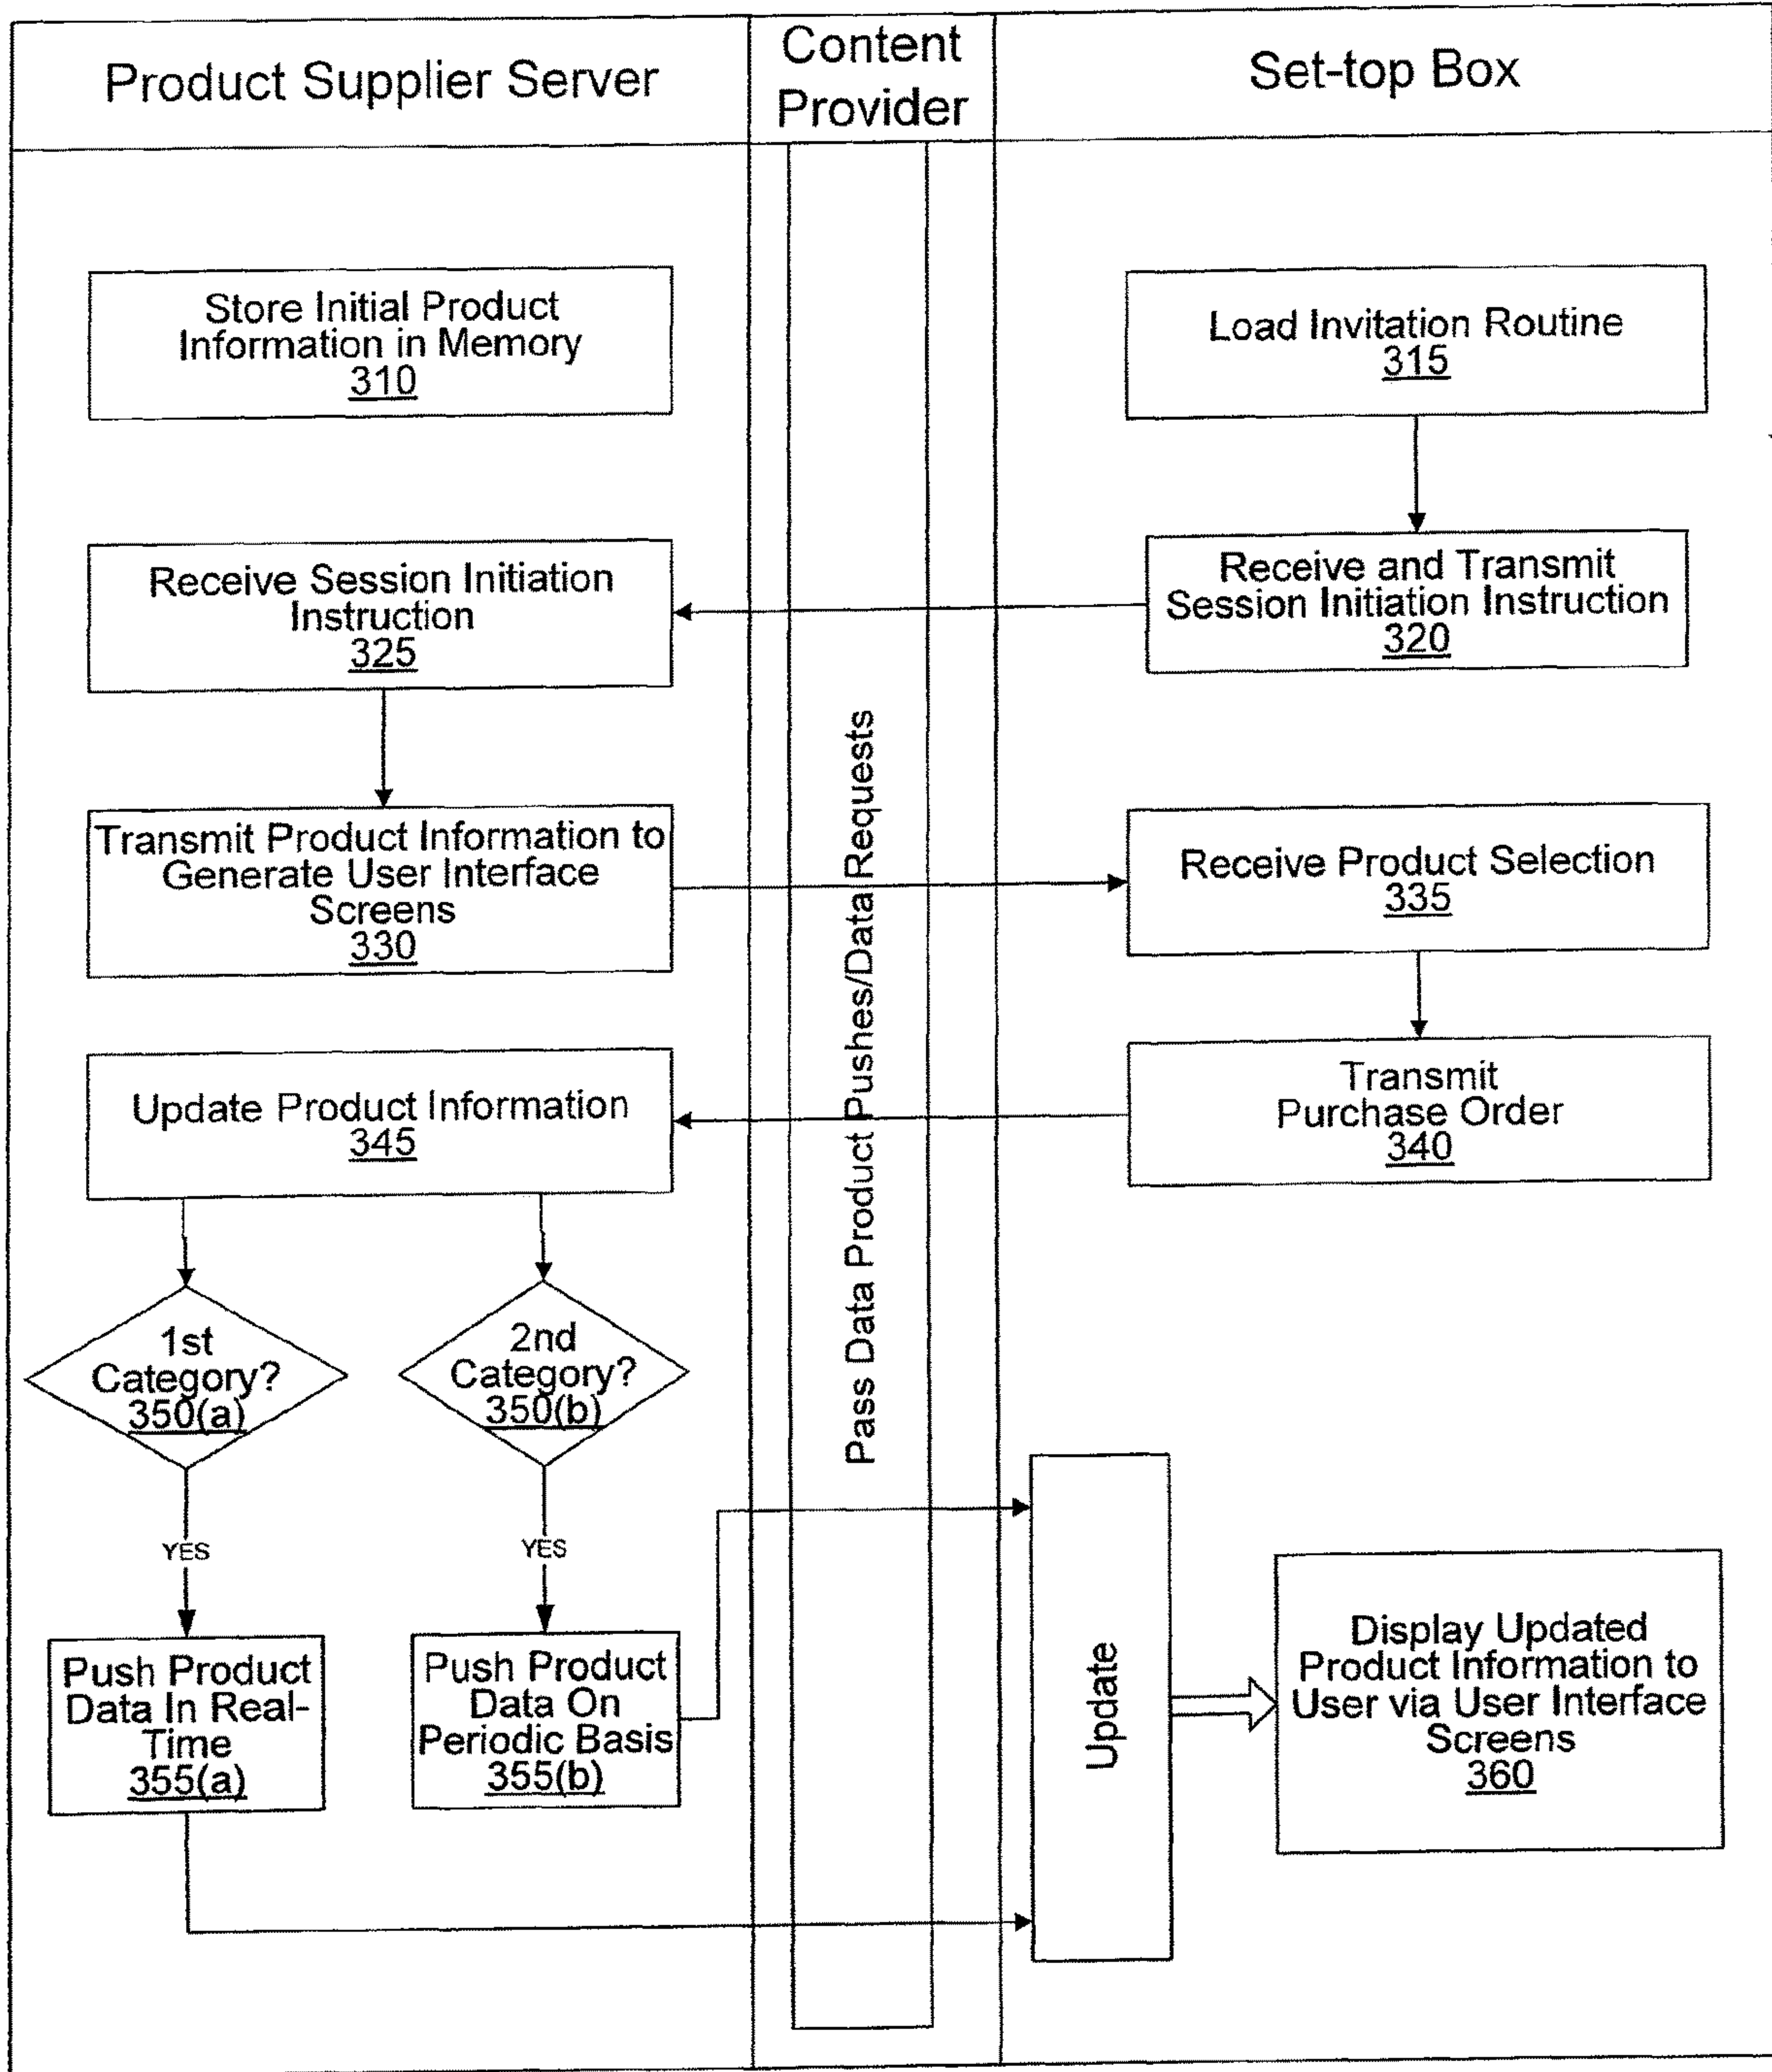 Product Supplier Server
Content
Provider
Set-top Box
Store Initial Product
Information in Memory
310
Load Invitation Routine
315
Receive Session Initiation
Instruction
325
Receive and Transmit
Session Initiation Instruction
320
Transmit Product Information to
Generate User Interface
Screens
330
Pass Data Product Pushes/Data Requests
Receive Product Selection
335
Update Product Information
345
Transmit
Purchase Order
340
1st
Category?
350(a)
2nd
Category?
350(b)
YES
YES
Push Product
Data In Real-
Time
355(a)
Push Product
Data On
Periodic Basis
355(b)
Update
Display Updated
Product Information to
User via User Interface
Screens
360